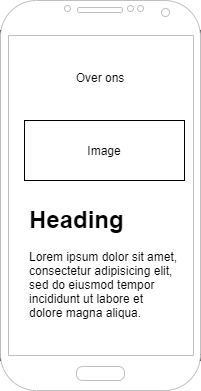 Over ons
Image
Heading
Lorem ipsum dolor sit amet,
consectetur adipisicing elit,
sed do eiusmod tempor
incididunt ut labore et
dolore magna aliqua.